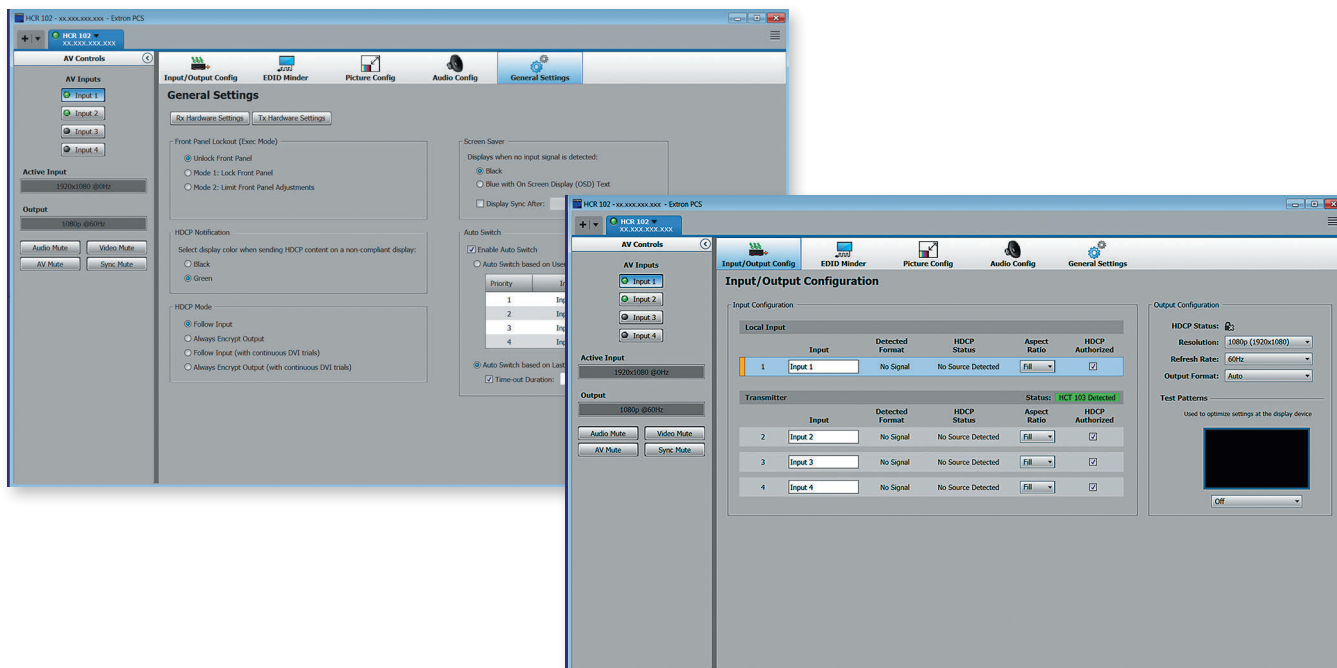 HCR 102 - xx.xxx.xxx.xxx - Extron PCS
HCR 102
xx.xxx.xxx.xxx
AV Controls
AV Inputs
Input 1
Input 2
Input 3
Input 4
Active Input
1920x1080 @0Hz
Output
1080p @60Hz
Audio Mute Video Mute
AV Mute Sync Mute
Input/Output Config EDID Minder Picture Config Audio Config General Settings
General Settings
Rx Hardware Settings Tx Hardware Settings
Front Panel Lockout (Exec Mode)
Unlock Front Panel
Mode 1: Lock Front Panel
Mode 2: Limit Front Panel Adjustments
HDCP Notification
Select display color when sending HDCP content on a non-compliant display:
Black
Green
HDCP Mode
Follow Input
Always Encrypt Output
Follow Input (with continuous DVI trials)
Always Encrypt Output (with continuous DVI trials)
Screen Saver
Displays when no input signal is detected:
Black
Blue with On Screen Display (OSD) Text
Display Sync After:
Auto Switch
Enable Auto Switch
Auto Switch based on
Priority
1
2
3
4
Auto Switch based on
Time-out Duration:
HCR 102 - xx.xxx.xxx.xxx - Extron PCS
HCR 102
xx.xxx.xxx.xxx
AV Controls
AV Inputs
Input 1
Input 2
Input 3
Input 4
Active Input
1920x1080 @0Hz
Output
1080p @60Hz
Audio Mute Video Mute
AV Mute Sync Mute
Input/Output Config EDID Minder Picture Config Audio Config General Settings
Input/Output Configuration
Input Configuration
Local Input
Input Detected Format HDCP Status Aspect Ratio HDCP Authorized
1 Input 1 No Signal No Source Detected Fill
Transmitter Status: HCT 103 Detected
Input Detected Format HDCP Status Aspect Ratio HDCP Authorized
2 Input 2 No Signal No Source Detected Fill
3 Input 3 No Signal No Source Detected Fill
4 Input 4 No Signal No Source Detected Fill
Output Configuration
HDCP Status:
Resolution: 1080p (1920x1080)
Refresh Rate: 60Hz
Output Format: Auto
Test Patterns
Used to optimize settings at the display device
Off